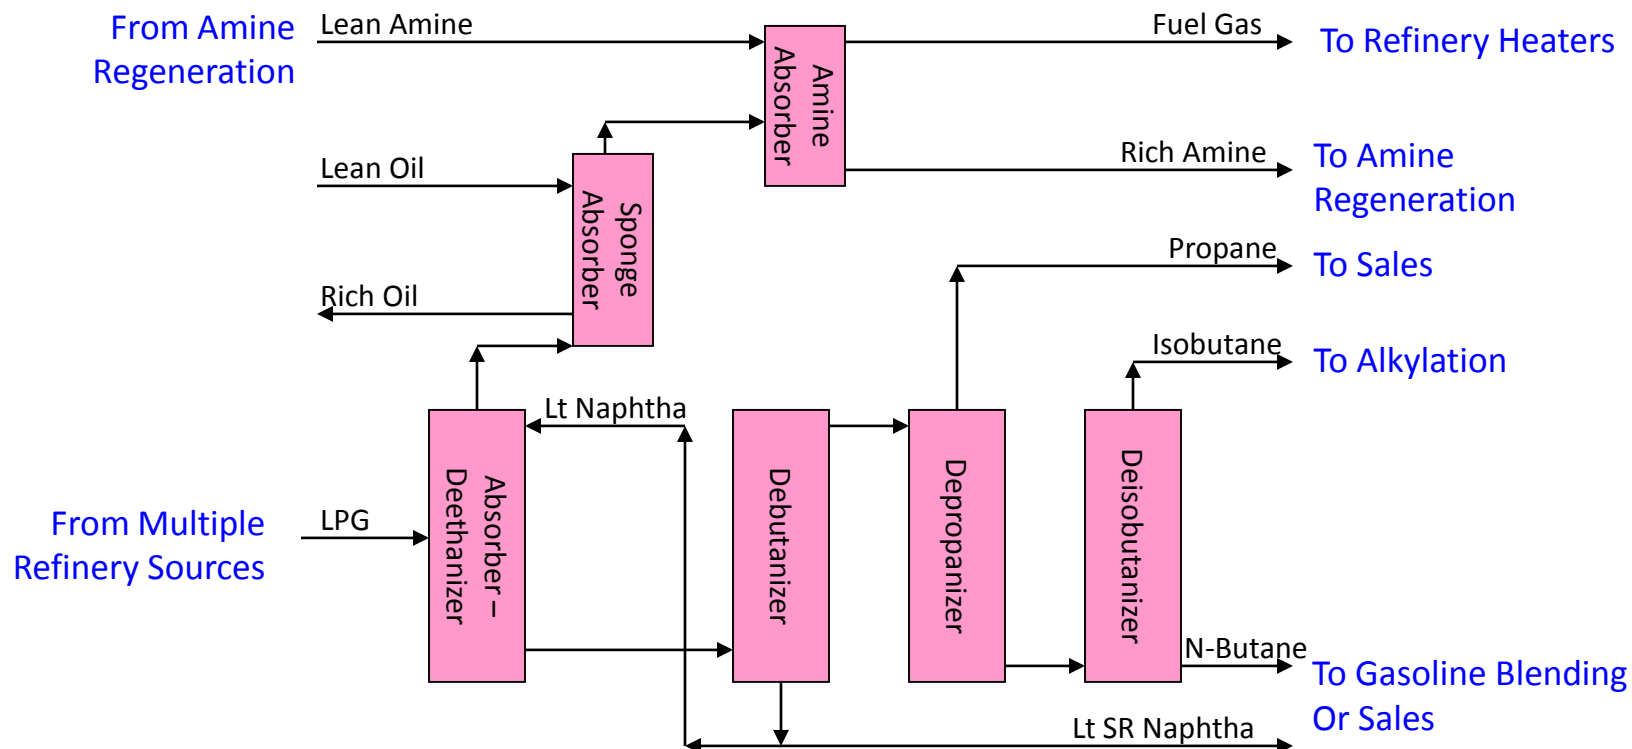 From Amine
Regeneration
Lean Amine
Amine
Absorber
Fuel Gas
To Refinery Heaters
Lean Oil
Sponge
Absorber
Rich Amine
To Amine
Regeneration
Rich Oil
Propane
To Sales
Isobutane
To Alkylation
Lt Naphtha
From Multiple
Refinery Sources
LPG
Absorber –
Deethanizer
Debutanizer
Depropanizer
Deisobutanizer
N-Butane
Lt SR Naphtha
To Gasoline Blending
Or Sales